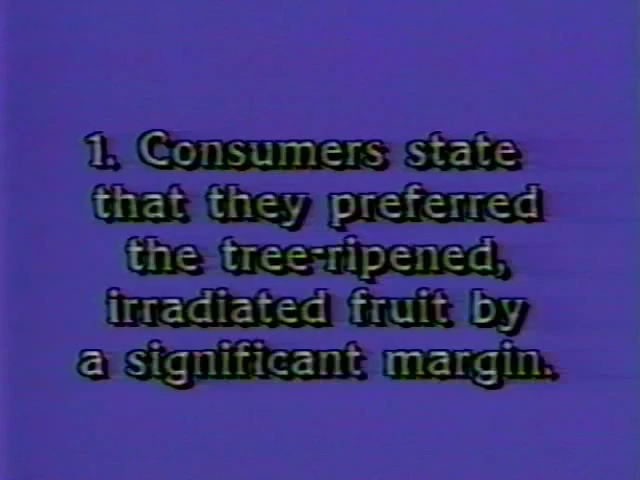 1. Consumers state
that they preferred
the tree-ripened,
irradiated fruit by
a significant margin.